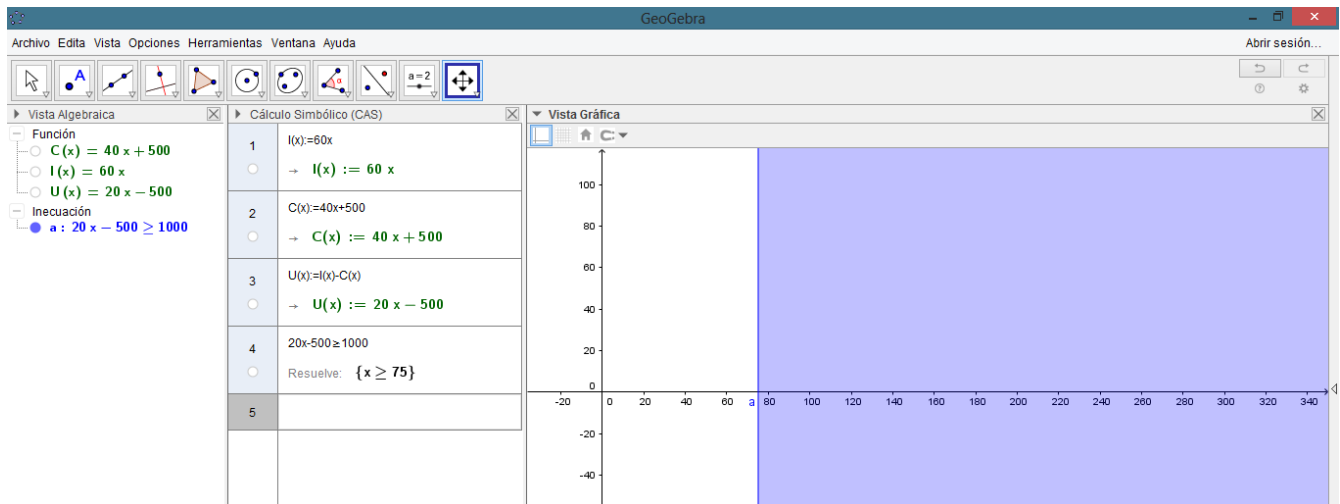 GeoGebra
Archivo Edita Vista Opciones Herramientas Ventana Ayuda
Abrir sesión...
A
α
a=2
Vista Algebraica
Función
C(x) = 40 x + 500
I(x) = 60 x
U(x) = 20 x − 500
Inecuación
a : 20 x − 500 ≥ 1000
Cálculo Simbólico (CAS)
1
I(x):=60x
→ I(x) := 60 x
2
C(x):=40x+500
→ C(x) := 40 x + 500
3
U(x):=I(x)-C(x)
→ U(x) := 20 x − 500
4
20x-500≥1000
Resuelve: {x ≥ 75}
5
Vista Gráfica
100
80
60
40
20
0
-20 0 20 40 60 a 80 100 120 140 160 180 200 220 240 260 280 300 320 340
-20
-40